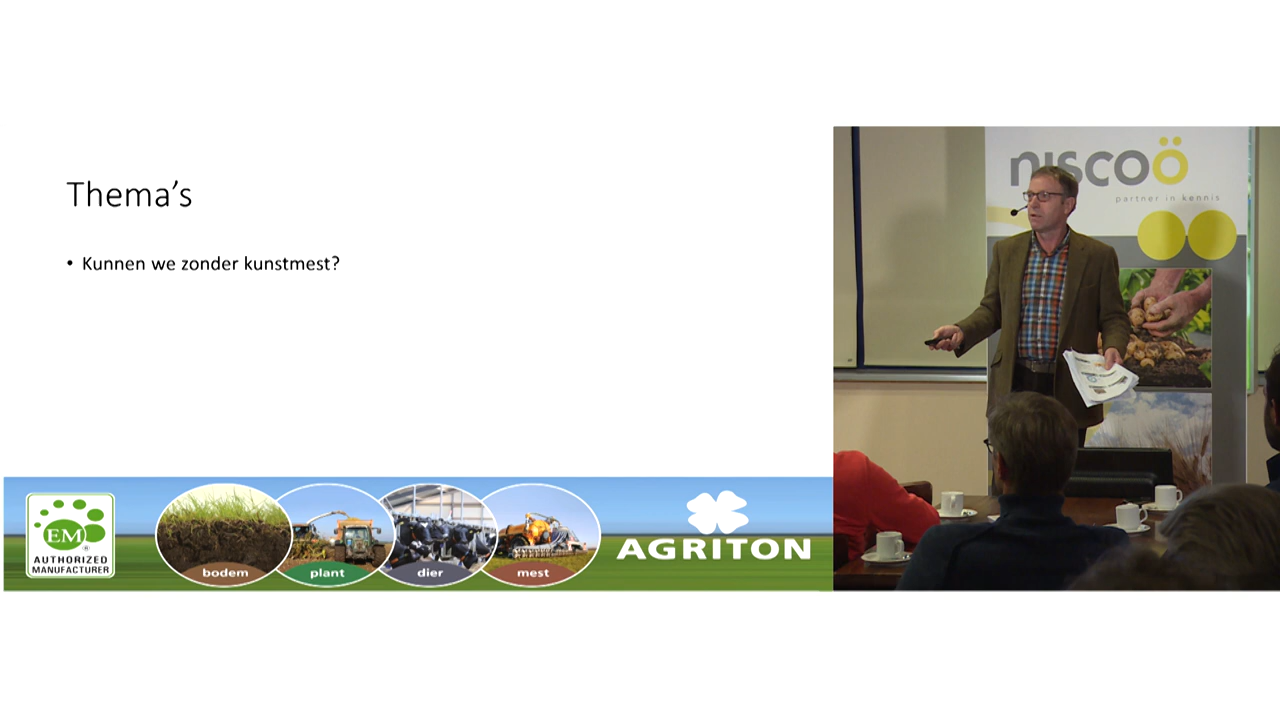 Thema's
• Kunnen we zonder kunstmest?
EM®
AUTHORIZED
MANUFACTURER
bodem
plant
dier
mest
AGRITON
niscoö
partner in kennis